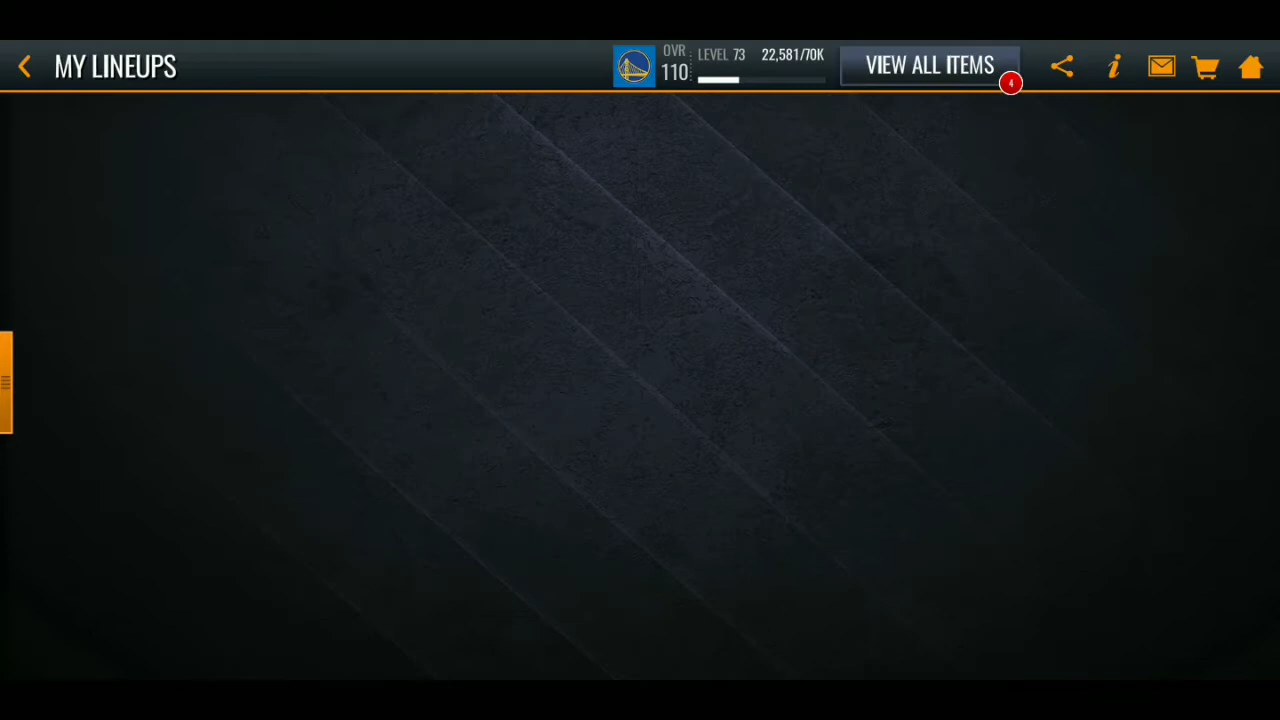 MY LINEUPS
OVR
110
LEVEL 73
22,581/70K
VIEW ALL ITEMS
4